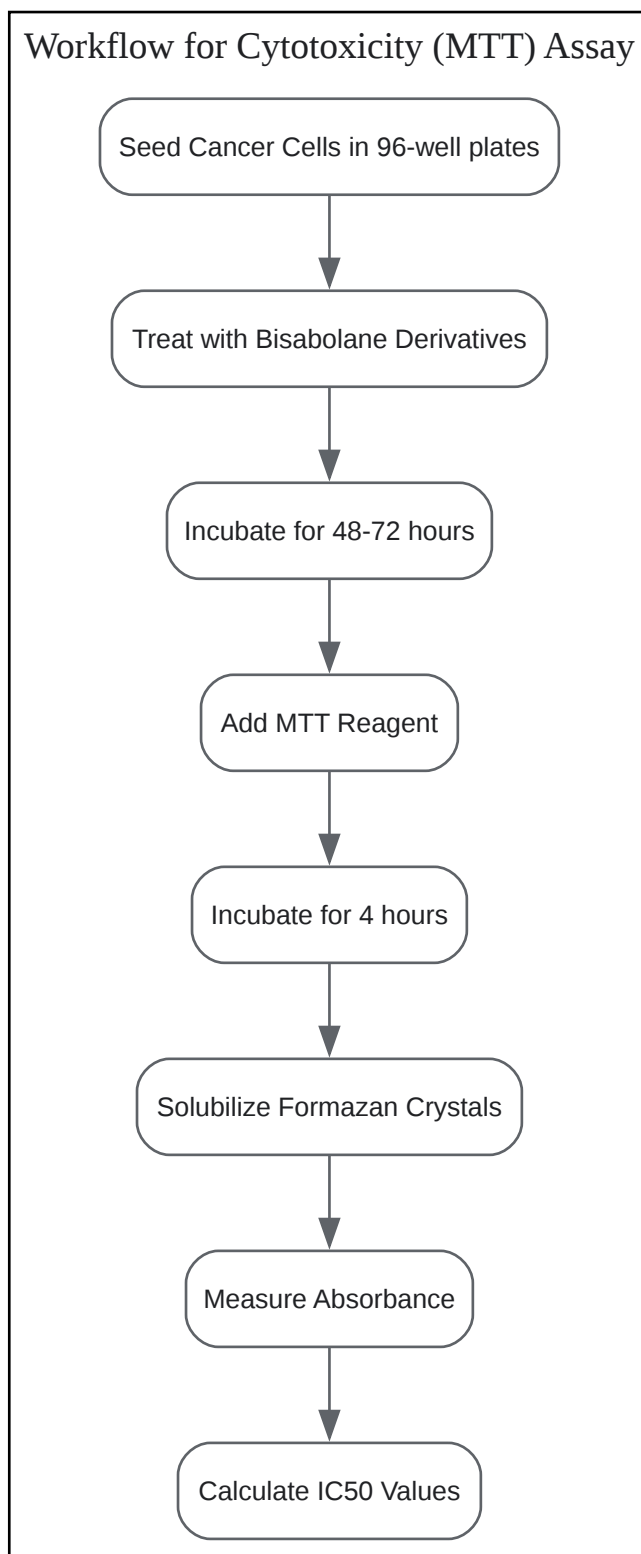 Workflow for Cytotoxicity (MTT) Assay
Seed Cancer Cells in 96-well plates
Treat with Bisabolane Derivatives
Incubate for 48-72 hours
Add MTT Reagent
Incubate for 4 hours
Solubilize Formazan Crystals
Measure Absorbance
Calculate IC50 Values